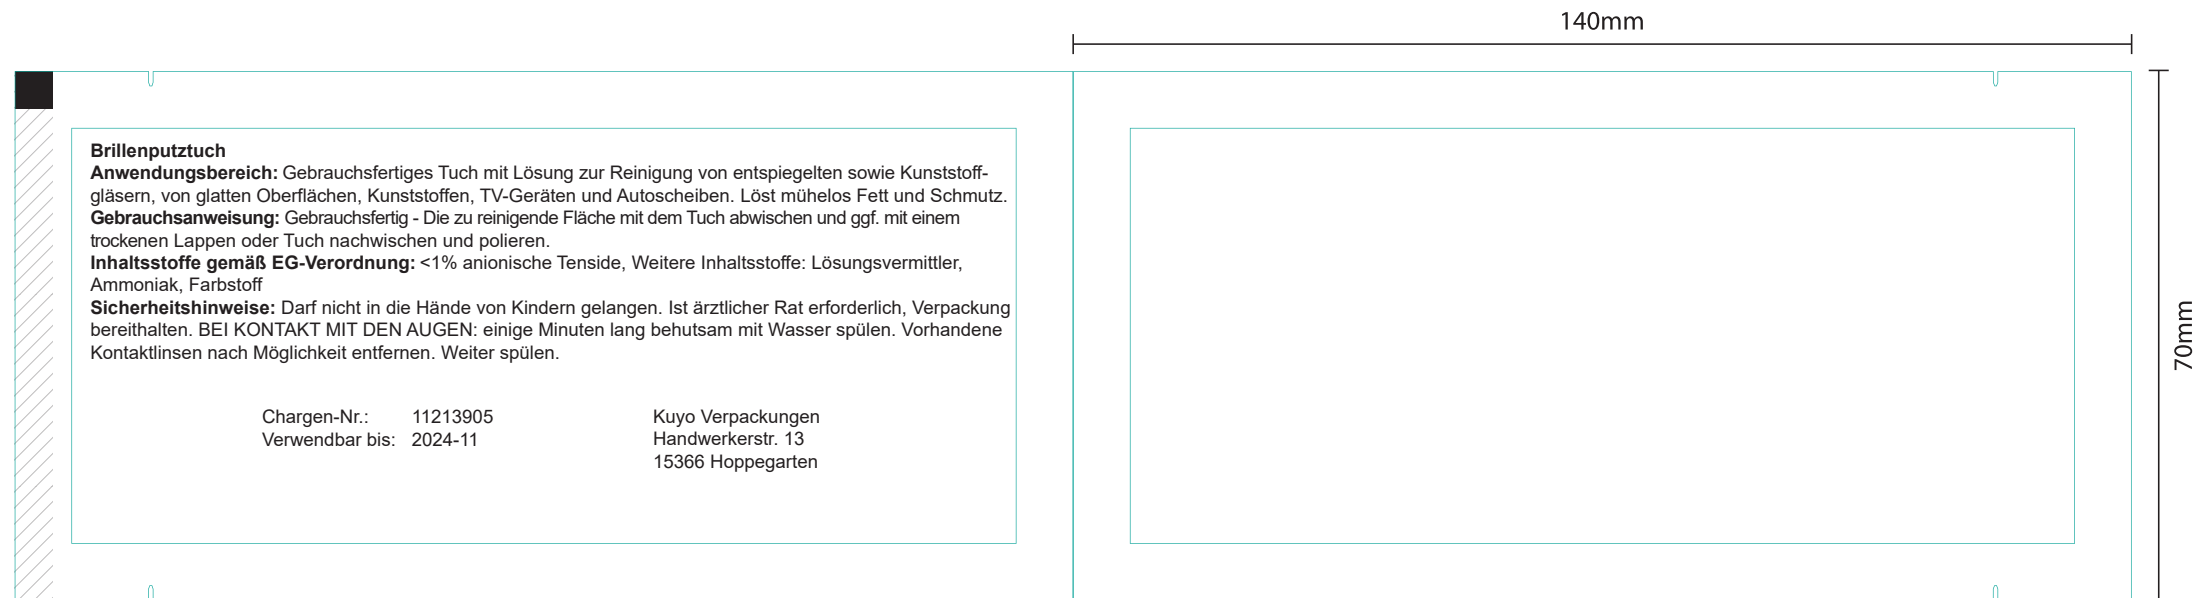 140mm
70mm
Brillenputztuch
Anwendungsbereich: Gebrauchsfertiges Tuch mit Lösung zur Reinigung von entspiegelten sowie Kunststoff-
gläsern, von glatten Oberflächen, Kunststoffen, TV-Geräten und Autoscheiben. Löst mühelos Fett und Schmutz.
Gebrauchsanweisung: Gebrauchsfertig - Die zu reinigende Fläche mit dem Tuch abwischen und ggf. mit einem
trockenen Lappen oder Tuch nachwischen und polieren.
Inhaltsstoffe gemäß EG-Verordnung: <1% anionische Tenside, Weitere Inhaltsstoffe: Lösungsvermittler,
Ammoniak, Farbstoff
Sicherheitshinweise: Darf nicht in die Hände von Kindern gelangen. Ist ärztlicher Rat erforderlich, Verpackung
bereithalten. BEI KONTAKT MIT DEN AUGEN: einige Minuten lang behutsam mit Wasser spülen. Vorhandene
Kontaktlinsen nach Möglichkeit entfernen. Weiter spülen.
Chargen-Nr.: 11213905
Verwendbar bis: 2024-11
Kuyo Verpackungen
Handwerkerstr. 13
15366 Hoppegarten